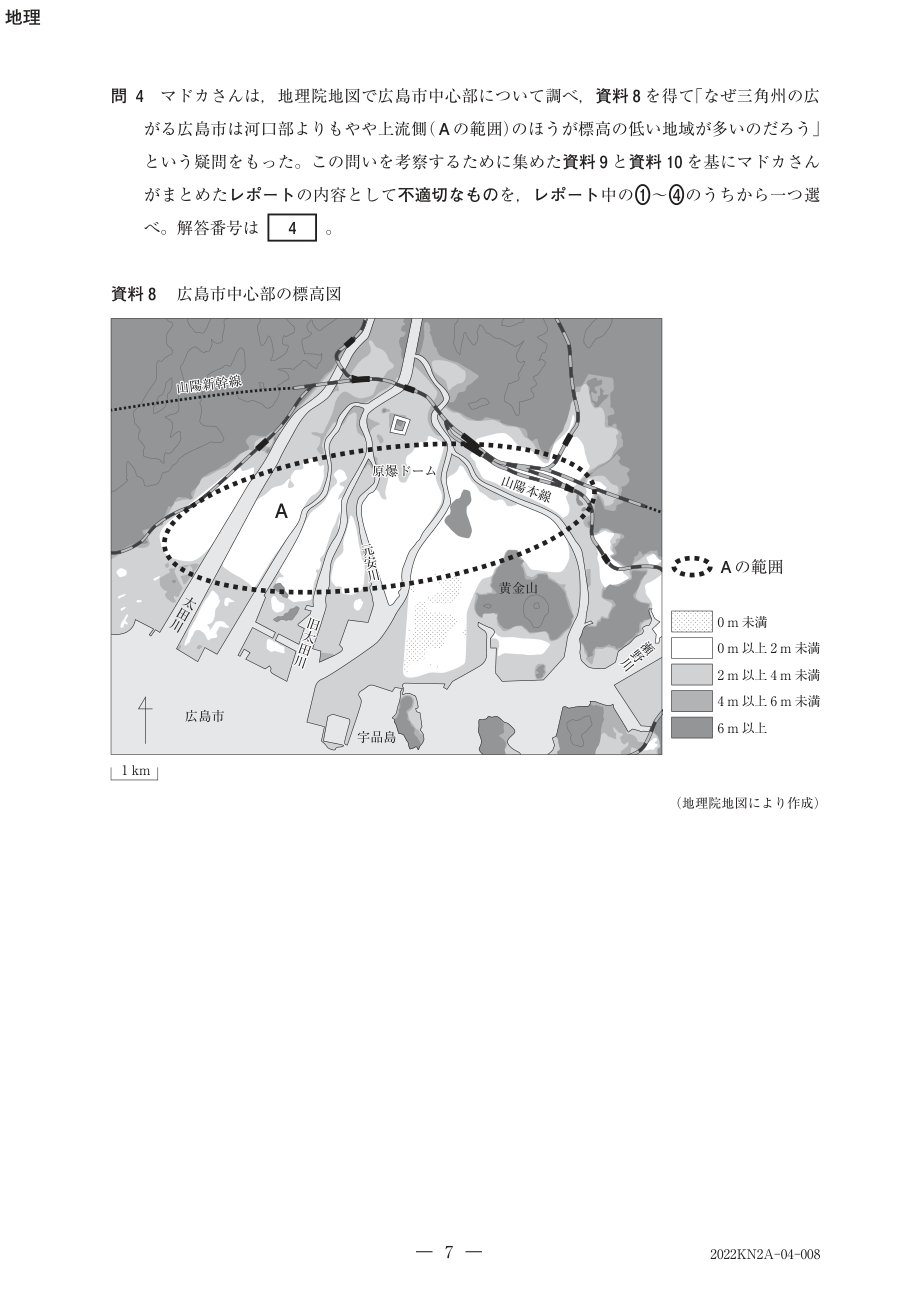 地理
問 4 マドカさんは，地理院地図で広島市中心部について調べ，資料 8 を得て「なぜ三角州の広
がる広島市は河口部よりもやや上流側（A の範囲）のほうが標高の低い地域が多いのだろう」
という疑問をもった。この問いを考察するために集めた資料 9 と資料 10 を基にマドカさん
がまとめたレポートの内容として不適切なものを，レポート中の①～④のうちから一つ選
べ。解答番号は 4 。
資料 8 広島市中心部の標高図
山陽新幹線
原爆ドーム
山陽本線
A
元安川
黄金山
A の範囲
太田川
旧太田川
瀬野川
0 m 未満
0 m 以上 2 m 未満
2 m 以上 4 m 未満
4 m 以上 6 m 未満
6 m 以上
広島市
宇品島
1 km
（地理院地図により作成）
― 7 ―
2022KN2A-04-008